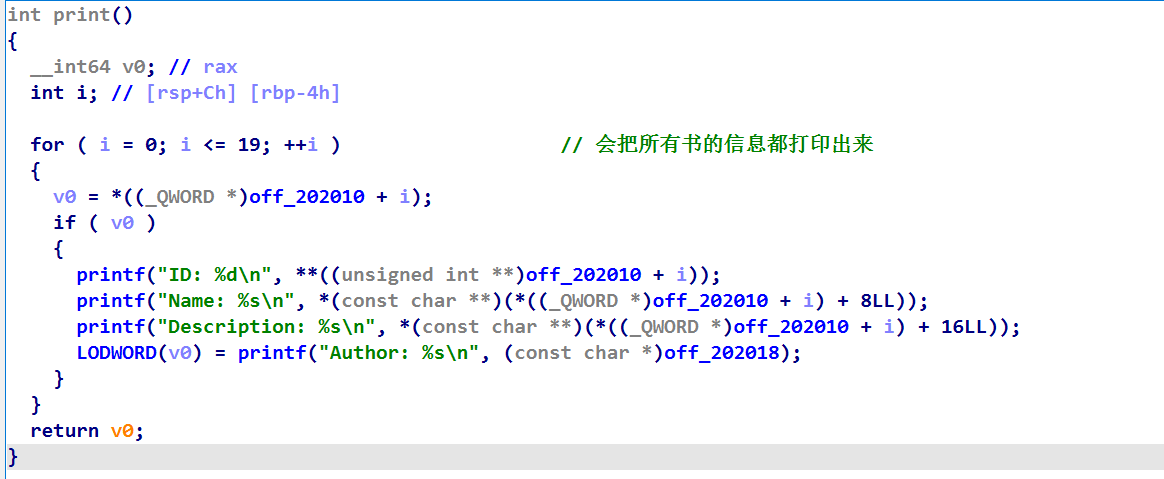 int print()
{
  __int64 v0; // rax
  int i; // [rsp+Ch] [rbp-4h]
  for ( i = 0; i <= 19; ++i )                   // 会把所有书的信息都打印出来
  {
    v0 = *((_QWORD *)off_202010 + i);
    if ( v0 )
    {
      printf("ID: %d\n", **((unsigned int **)off_202010 + i));
      printf("Name: %s\n", *(const char **)(*((_QWORD *)off_202010 + i) + 8LL));
      printf("Description: %s\n", *(const char **)(*((_QWORD *)off_202010 + i) + 16LL));
      LODWORD(v0) = printf("Author: %s\n", (const char *)off_202018);
    }
  }
  return v0;
}